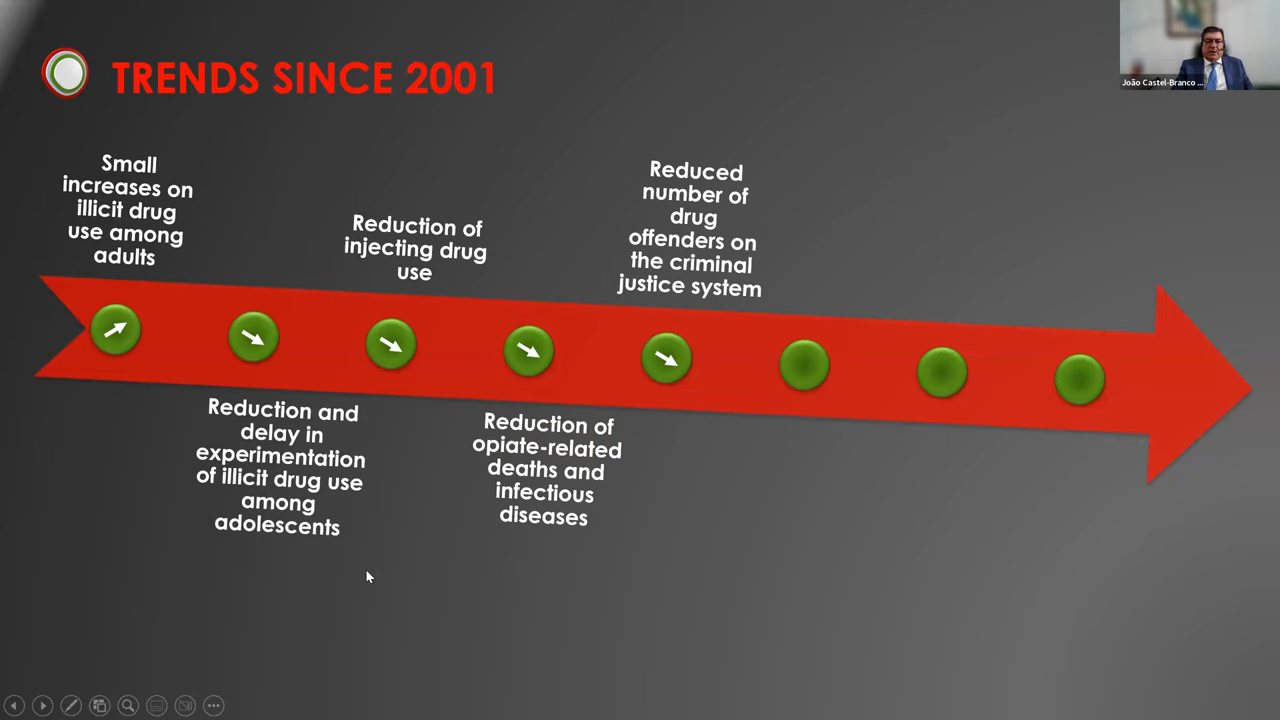 TRENDS SINCE 2001
João Castel-Branco ...
Small
increases on
illicit drug
use among
adults
Reduction of
injecting drug
use
Reduced
number of
drug
offenders on
the criminal
justice system
Reduction and
delay in
experimentation
of illicit drug use
among
adolescents
Reduction of
opiate-related
deaths and
infectious
diseases